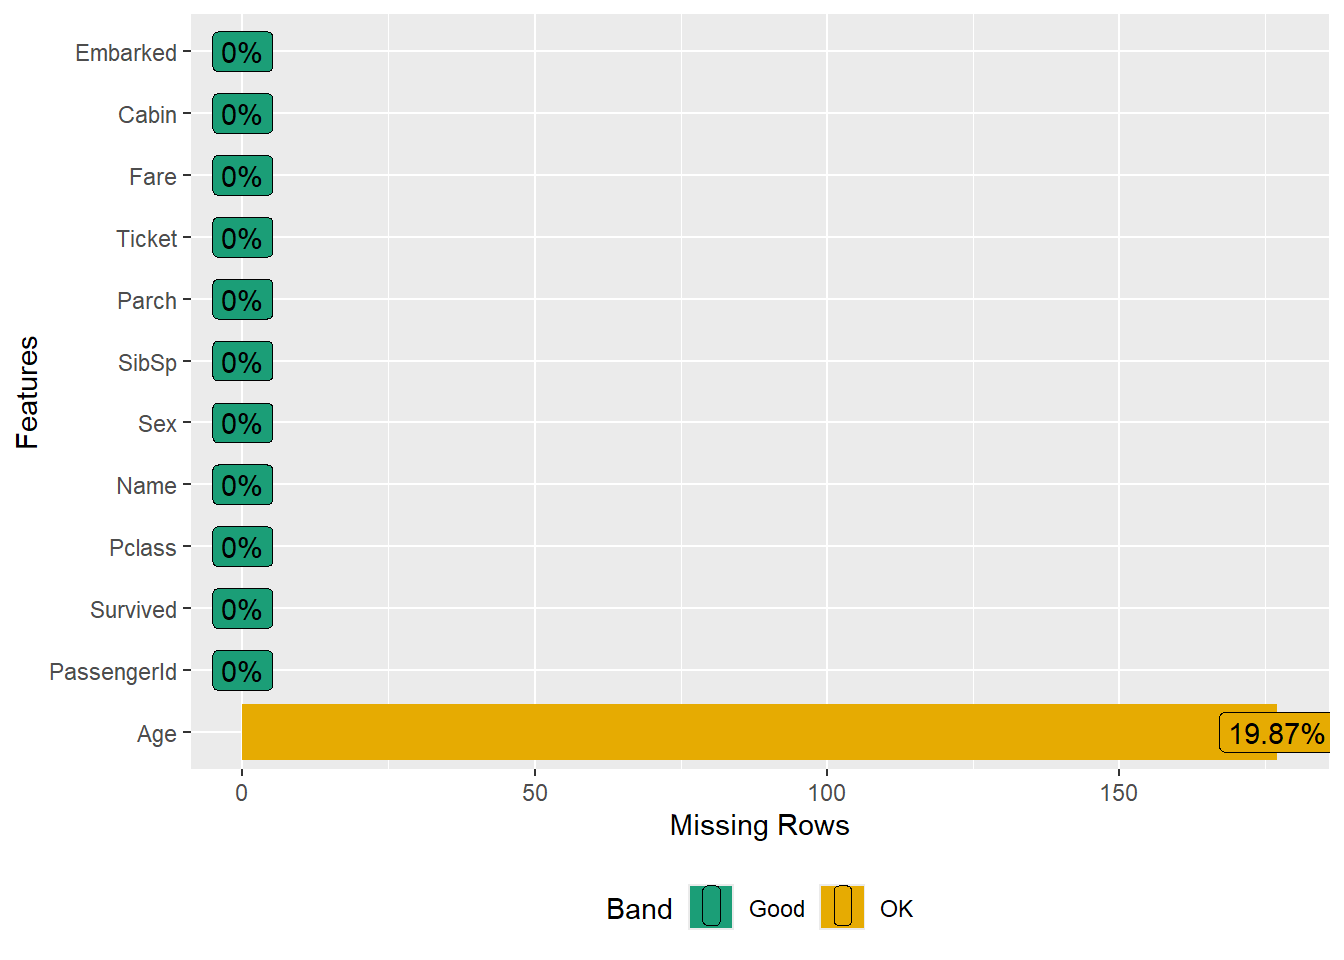 Features
Embarked 0%
Cabin 0%
Fare 0%
Ticket 0%
Parch 0%
SibSp 0%
Sex 0%
Name 0%
Pclass 0%
Survived 0%
PassengerId 0%
Age 19.87%
0 50 100 150
Missing Rows
Band Good OK